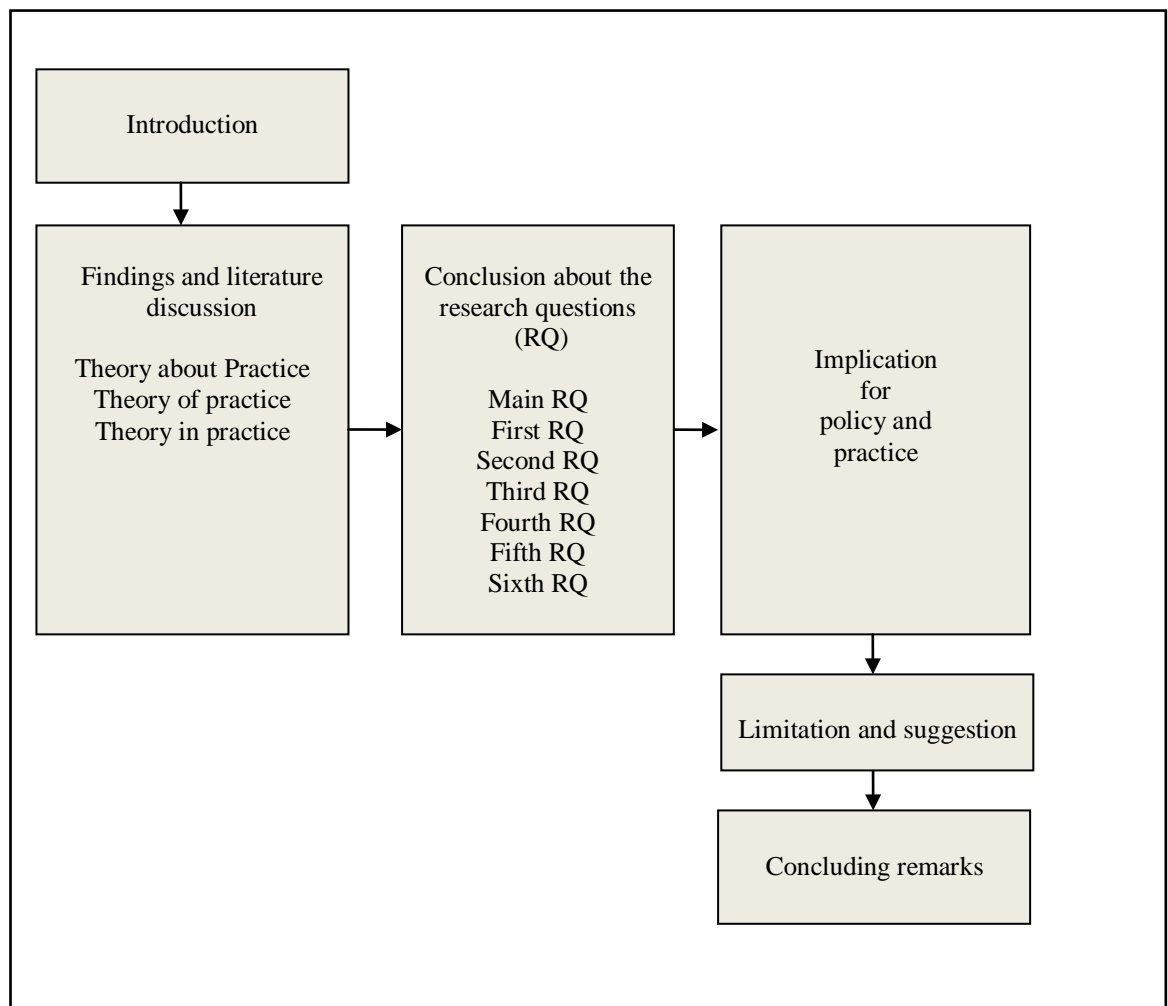 Introduction
Findings and literature
discussion
Theory about Practice
Theory of practice
Theory in practice
Conclusion about the
research questions
(RQ)
Main RQ
First RQ
Second RQ
Third RQ
Fourth RQ
Fifth RQ
Sixth RQ
Implication
for
policy and
practice
Limitation and suggestion
Concluding remarks